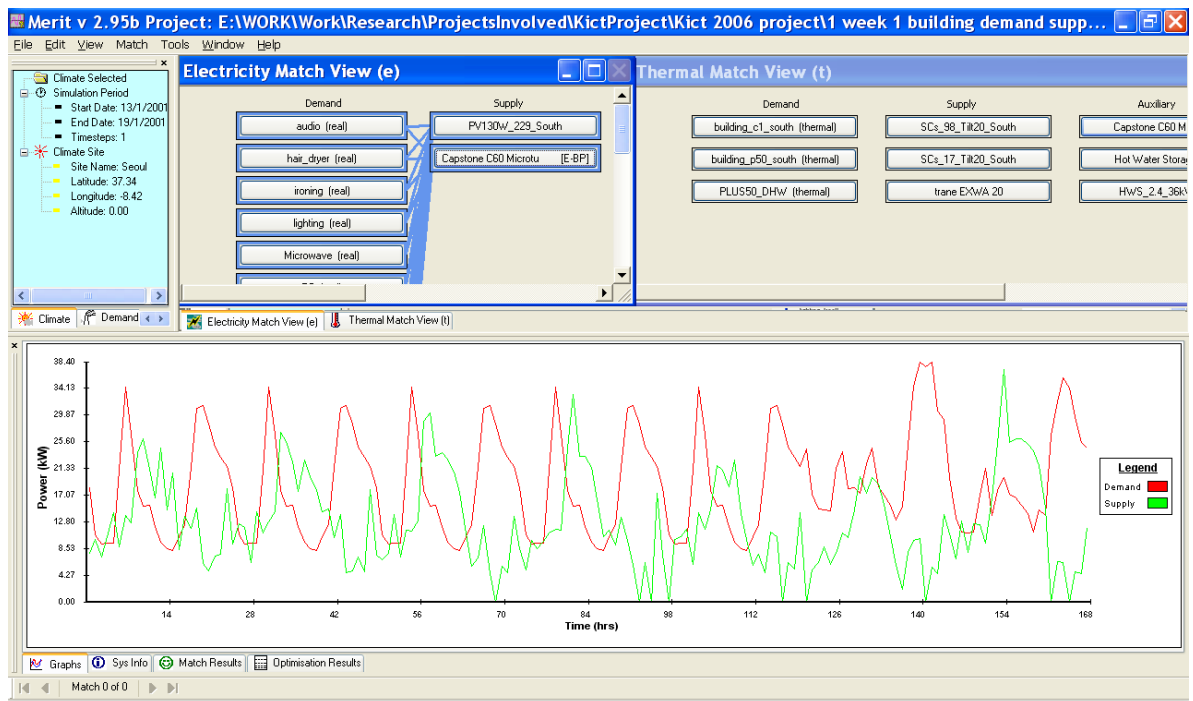 Merit v 2.95b Project: E:\WORK\Work\Research\ProjectsInvolved\KictProject\Kict 2006 project\1 week 1 building demand supp...
File Edit View Match Tools Window Help
Climate Selected
Simulation Period
Start Date: 13/1/2001
End Date: 19/1/2001
Timesteps: 1
Climate Site
Site Name: Seoul
Latitude: 37.34
Longitude: -8.42
Altitude: 0.00
Climate Demand
Electricity Match View (e)
Demand Supply
audio (real) PV130W_229_South
hair_dryer (real) Capstone C60 Microtu [E-BP]
ironing (real)
lighting (real)
Microwave (real)
Thermal Match View (t)
Demand Supply Auxiliary
building_c1_south (thermal) SCs_98_Tilt20_South Capstone C60 M
building_p50_south (thermal) SCs_17_Tilt20_South Hot Water Storag
PLUS50_DHW (thermal) trane EXWA 20 HWS_2.4_36kV
Electricity Match View (e) Thermal Match View (t)
38.40
34.13
29.87
25.60
21.33
17.07
12.80
8.53
4.27
0.00
Power (kW)
14 28 42 56 70 84 98 112 126 140 154 168
Time (hrs)
Legend
Demand
Supply
Graphs Sys Info Match Results Optimisation Results
Match 0 of 0